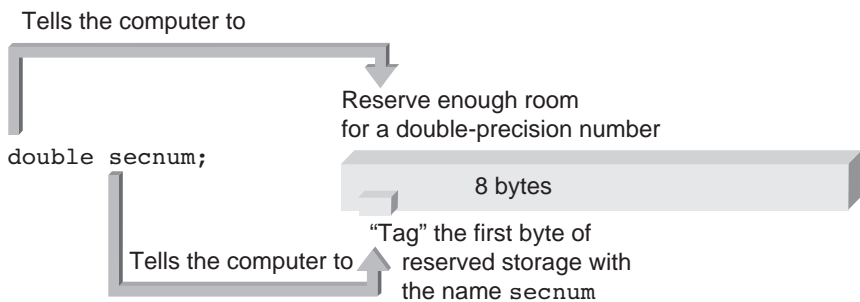 Tells the computer to
Reserve enough room
for a double-precision number
double secnum;
8 bytes
“Tag” the first byte of
Tells the computer to
reserved storage with
the name secnum